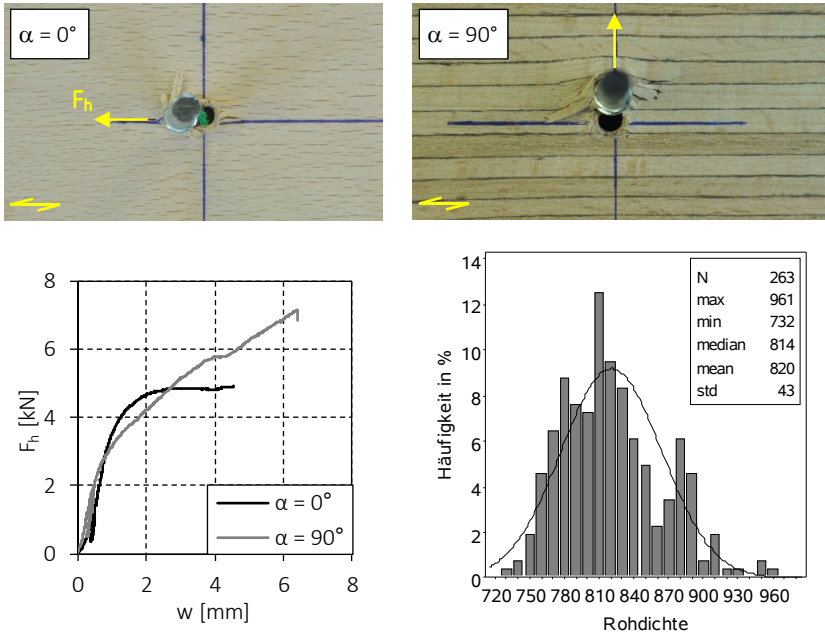 α = 0°
Fₕ
α = 90°
8
6
4
2
0
Fₕ [kN]
0 2 4 6 8
w [mm]
α = 0°
α = 90°
14
12
10
8
6
4
2
0
Häufigkeit in %
N 263
max 961
min 732
median 814
mean 820
std 43
720 750 780 810 840 870 900 930 960
Rohdichte